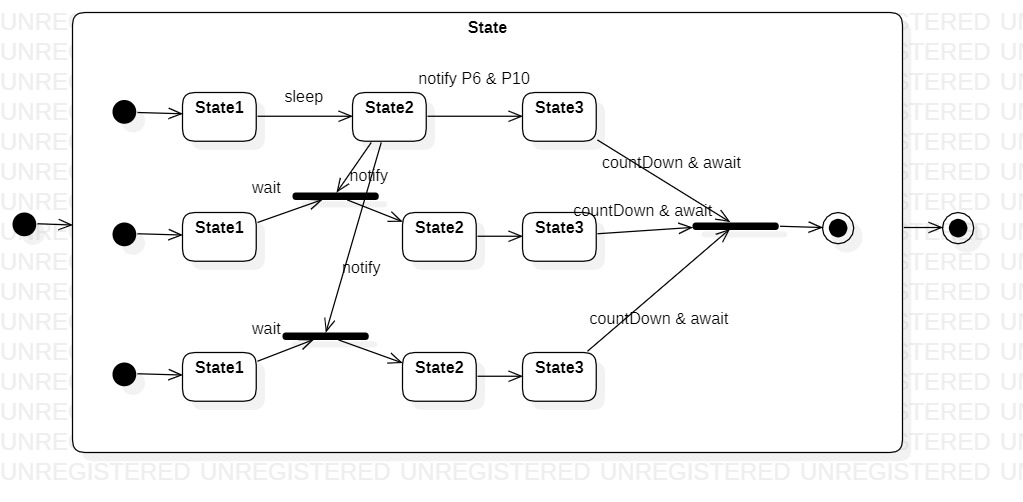 State
notify P6 & P10
sleep
State1
State2
State3
countDown & await
notify
wait
countDown & await
State1
State2
State3
notify
countDown & await
wait
State1
State2
State3
UNREGISTERED UNREGISTERED UNREGISTERED UNREGISTERED UNREGISTERED UN